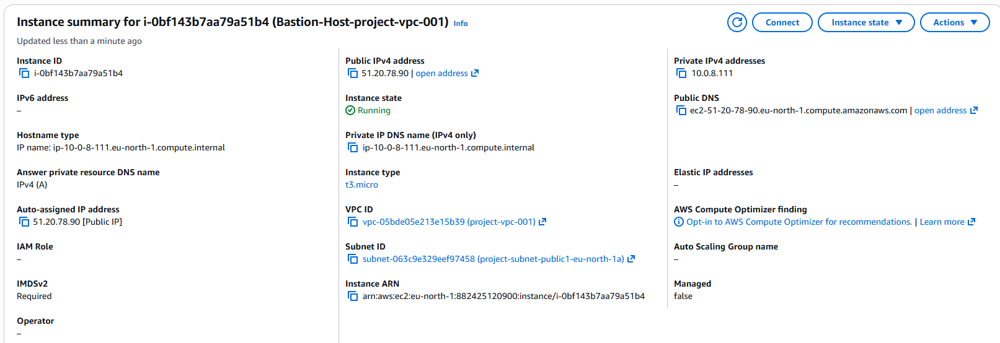 Instance summary for i-0bf143b7aa79a51b4 (Bastion-Host-project-vpc-001) Info
Connect
Instance state
Actions
Updated less than a minute ago
Instance ID
i-0bf143b7aa79a51b4
Public IPv4 address
51.20.78.90 | open address
Private IPv4 addresses
10.0.8.111
IPv6 address
–
Instance state
Running
Public DNS
ec2-51-20-78-90.eu-north-1.compute.amazonaws.com | open address
Hostname type
IP name: ip-10-0-8-111.eu-north-1.compute.internal
Private IP DNS name (IPv4 only)
ip-10-0-8-111.eu-north-1.compute.internal
Answer private resource DNS name
IPv4 (A)
Instance type
t3.micro
Elastic IP addresses
–
Auto-assigned IP address
51.20.78.90 [Public IP]
VPC ID
vpc-05bde05e213e15b39 (project-vpc-001)
AWS Compute Optimizer finding
Opt-in to AWS Compute Optimizer for recommendations. | Learn more
IAM Role
–
Subnet ID
subnet-063c9e329eef97458 (project-subnet-public1-eu-north-1a)
Auto Scaling Group name
–
IMDSv2
Required
Instance ARN
arn:aws:ec2:eu-north-1:882425120900:instance/i-0bf143b7aa79a51b4
Managed
false
Operator
–